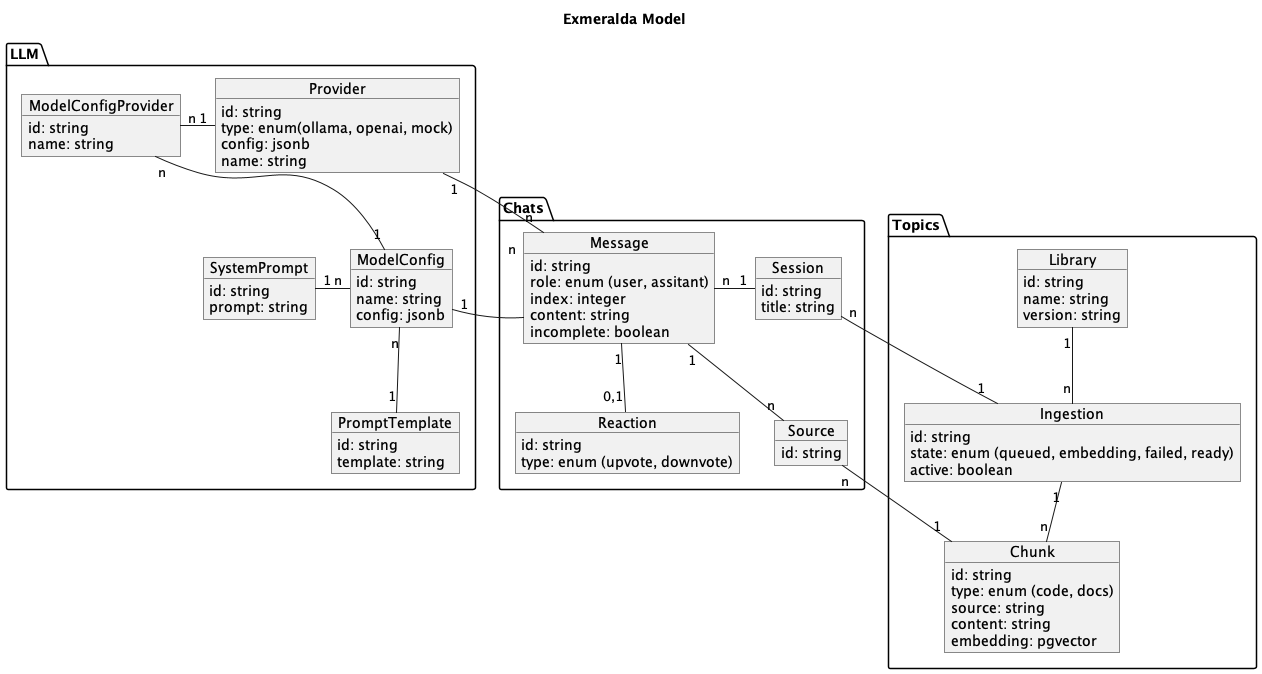 Exmeralda Model
LLM
ModelConfigProvider
id: string
name: string
n 1
Provider
id: string
type: enum(ollama, openai, mock)
config: jsonb
name: string
n
1
1
n
SystemPrompt
id: string
prompt: string
1 n
ModelConfig
id: string
name: string
config: jsonb
1
n
n
1
PromptTemplate
id: string
template: string
Chats
Message
id: string
role: enum (user, assitant)
index: integer
content: string
incomplete: boolean
n 1
Session
id: string
title: string
n
1
1
0,1
Reaction
id: string
type: enum (upvote, downvote)
1
n
Source
id: string
n
1
Topics
Library
id: string
name: string
version: string
1
n
Ingestion
id: string
state: enum (queued, embedding, failed, ready)
active: boolean
1
n
Chunk
id: string
type: enum (code, docs)
source: string
content: string
embedding: pgvector